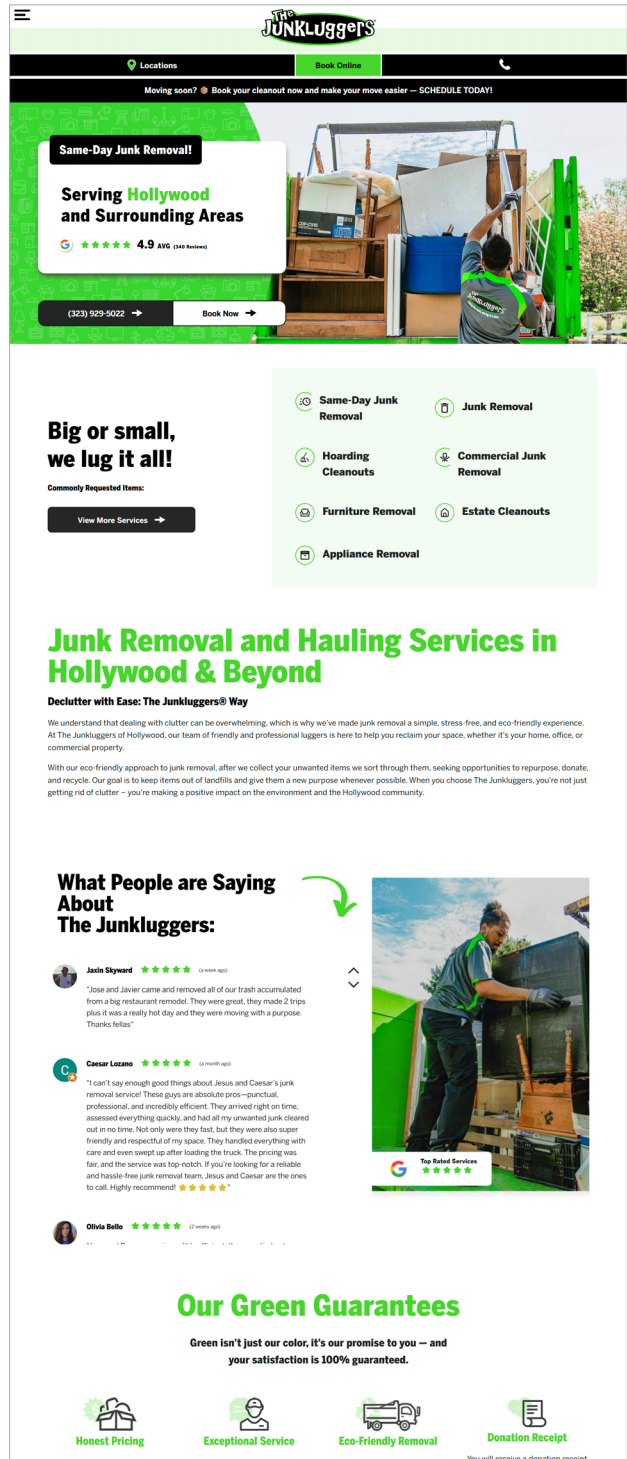 The
JUNKLUGGERS®
Locations
Book Online
Moving soon? 📦 Book your cleanout now and make your move easier — SCHEDULE TODAY!
Same-Day Junk Removal!
Serving Hollywood
and Surrounding Areas
4.9 AVG (340 Reviews)
(323) 929-5022
Book Now
The
JUNKLUGGERS
Big or small,
we lug it all!
Commonly Requested Items:
View More Services
Same-Day Junk
Removal
Junk Removal
Hoarding
Cleanouts
Commercial Junk
Removal
Furniture Removal
Estate Cleanouts
Appliance Removal
Junk Removal and Hauling Services in
Hollywood & Beyond
Declutter with Ease: The Junkluggers® Way
We understand that dealing with clutter can be overwhelming, which is why we've made junk removal a simple, stress-free, and eco-friendly experience.
At The Junkluggers of Hollywood, our team of friendly and professional luggers is here to help you reclaim your space, whether it's your home, office, or
commercial property.
With our eco-friendly approach to junk removal, after we collect your unwanted items we sort through them, seeking opportunities to repurpose, donate,
and recycle. Our goal is to keep items out of landfills and give them a new purpose whenever possible. When you choose The Junkluggers, you're not just
getting rid of clutter – you're making a positive impact on the environment and the Hollywood community.
What People are Saying
About
The Junkluggers:
Jaxin Skyward (a week ago)
"Jose and Javier came and removed all of our trash accumulated
from a big restaurant remodel. They were great, they made 2 trips
plus it was a really hot day and they were moving with a purpose.
Thanks fellas"
C
Caesar Lozano (a month ago)
"I can't say enough good things about Jesus and Caesar's junk
removal service! These guys are absolute pros—punctual,
professional, and incredibly efficient. They arrived right on time,
assessed everything quickly, and had all my unwanted junk cleared
out in no time. Not only were they fast, but they were also super
friendly and respectful of my space. They handled everything with
care and even swept up after loading the truck. The pricing was
fair, and the service was top-notch. If you're looking for a reliable
and hassle-free junk removal team, Jesus and Caesar are the ones
to call. Highly recommend! ⭐⭐⭐⭐⭐"
Olivia Bello (2 weeks ago)
Top Rated Services
Our Green Guarantees
Green isn't just our color, it's our promise to you — and
your satisfaction is 100% guaranteed.
Honest Pricing
Exceptional Service
Eco-Friendly Removal
Donation Receipt
You will receive a donation receipt